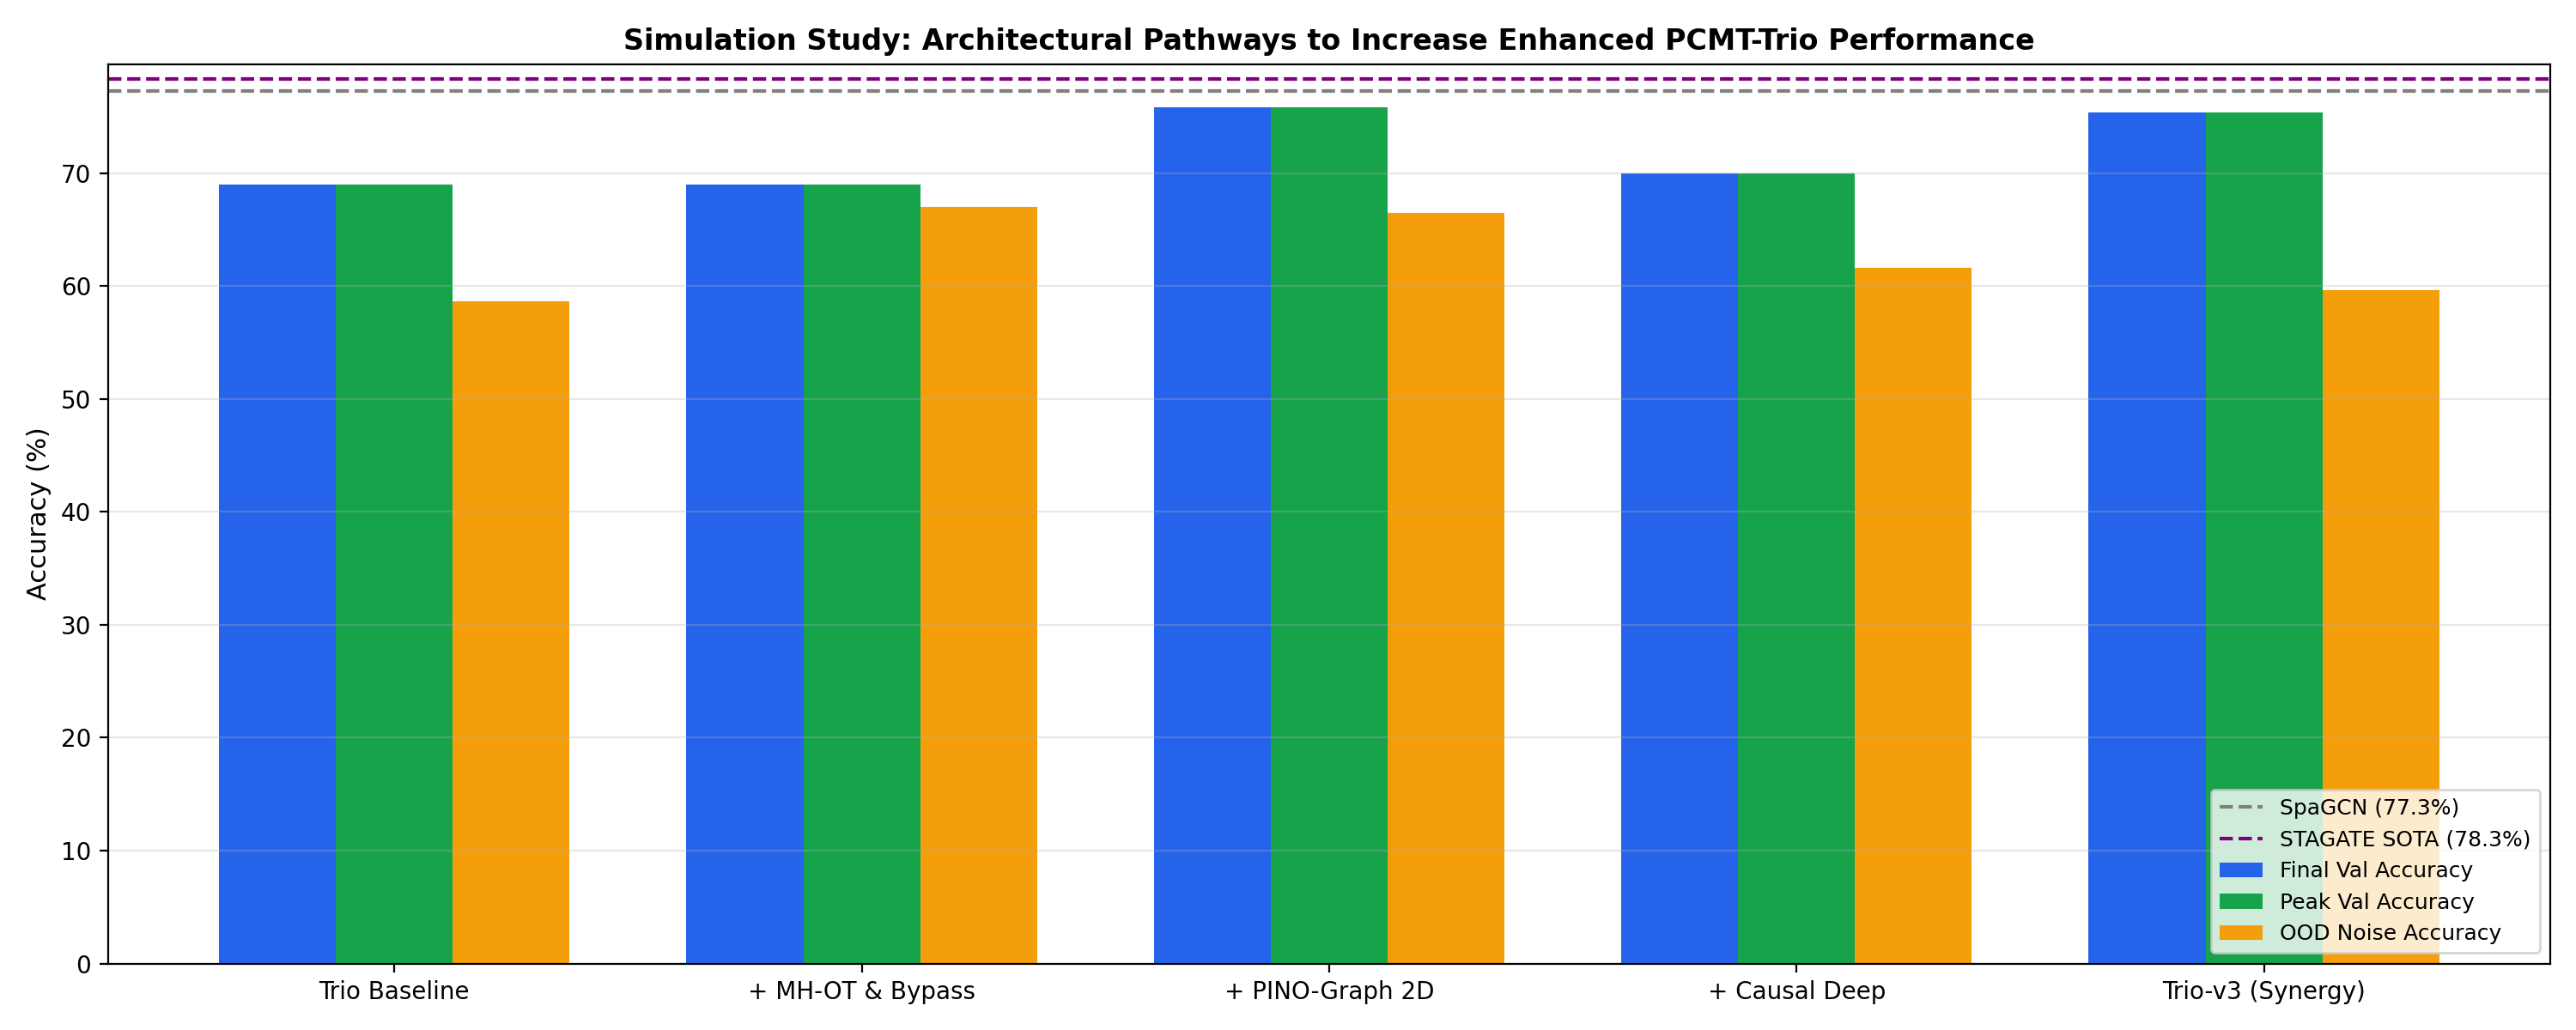 Simulation Study: Architectural Pathways to Increase Enhanced PCMT-Trio Performance
Accuracy (%)
70
60
50
40
30
20
10
0
Trio Baseline
+ MH-OT & Bypass
+ PINO-Graph 2D
+ Causal Deep
Trio-v3 (Synergy)
SpaGCN (77.3%)
STAGATE SOTA (78.3%)
Final Val Accuracy
Peak Val Accuracy
OOD Noise Accuracy